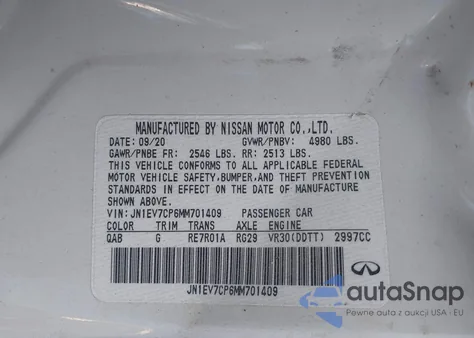 MANUFACTURED BY NISSAN MOTOR CO.,LTD.
DATE: 09/20 GVWR/PNBV: 4980 LBS.
GAWR/PNBE FR: 2546 LBS. RR: 2513 LBS.
THIS VEHICLE CONFORMS TO ALL APPLICABLE FEDERAL
MOTOR VEHICLE SAFETY, BUMPER, AND THEFT PREVENTION
STANDARDS IN EFFECT ON THE DATE OF MANUFACTURE
SHOWN ABOVE.
VIN: JN1EV7CP6MM701409 PASSENGER CAR
COLOR TRIM TRANS AXLE ENGINE
QAB G RE7R01A RG29 VR30(DDTT) 2997CC
JN1EV7CP6MM701409
INFINITI
autoSnap
Pewne auta z aukcji USA i EU